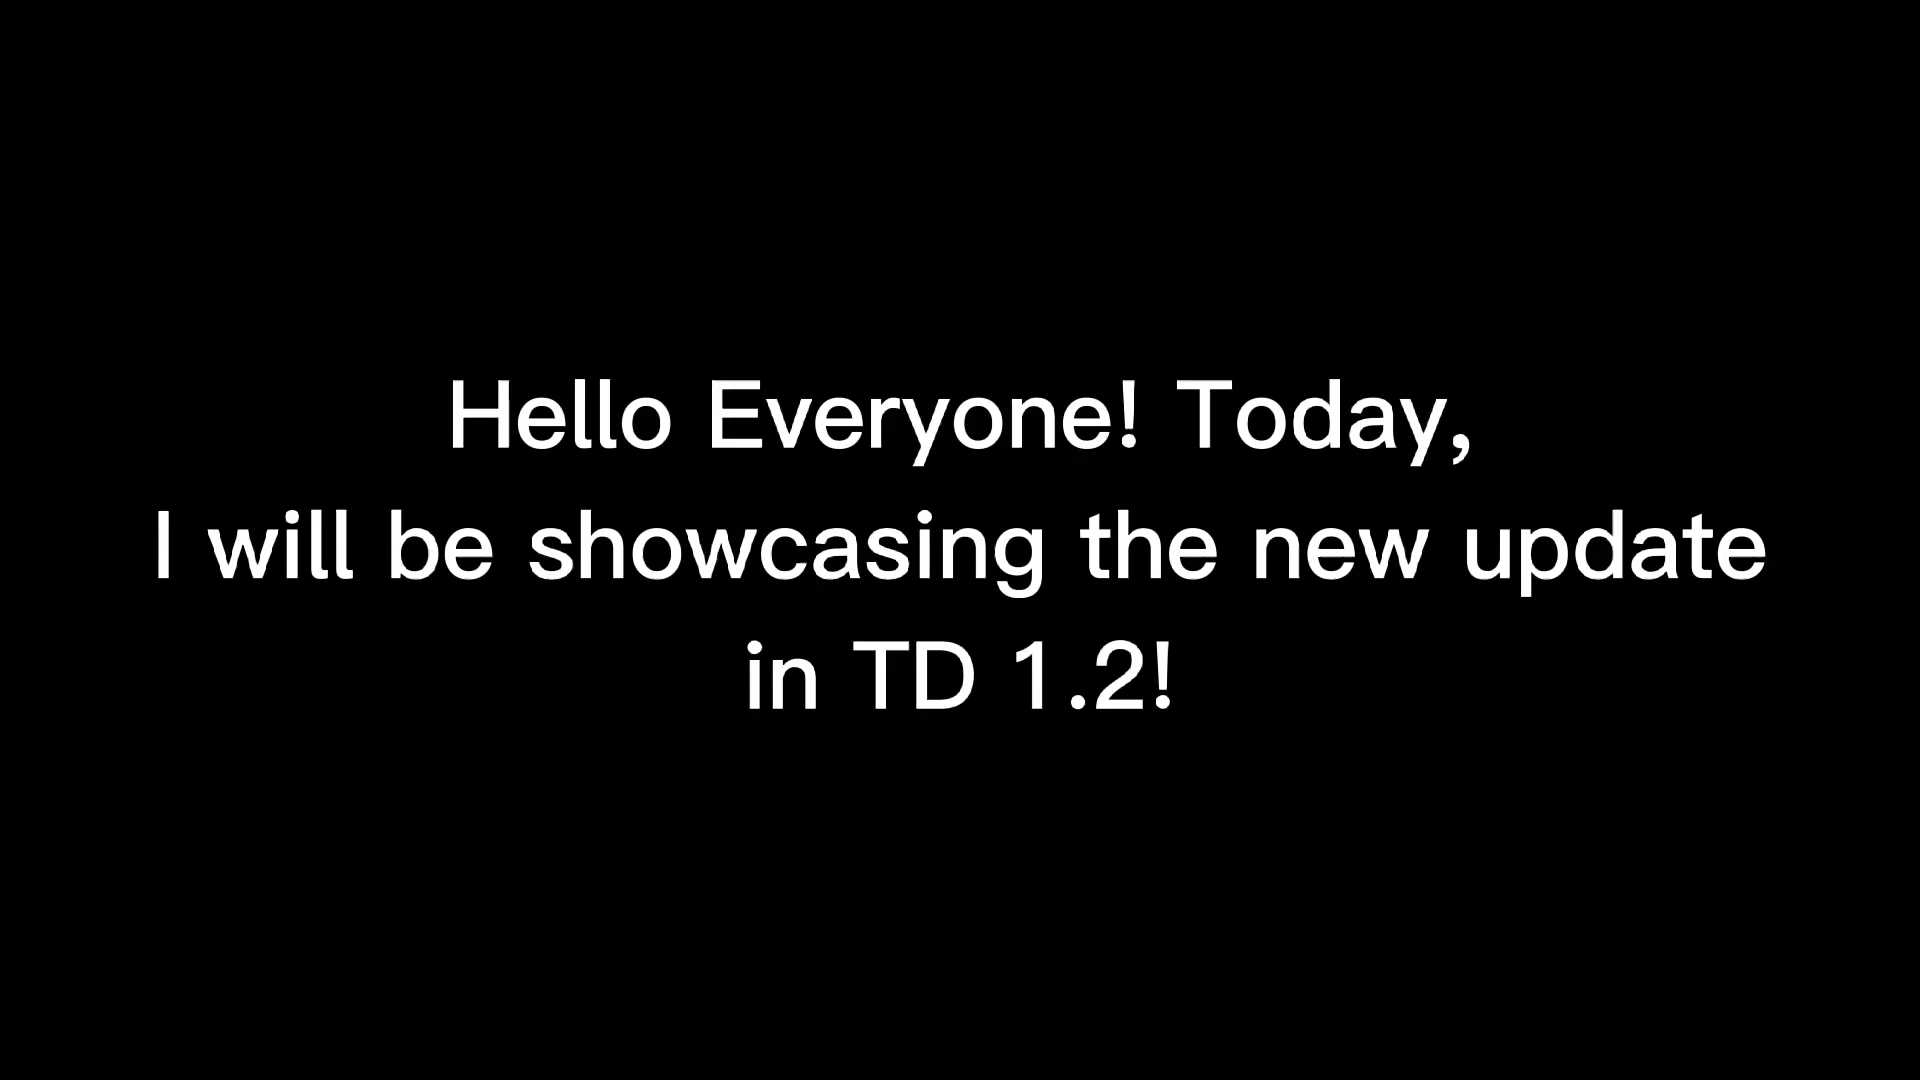 Hello Everyone! Today,
I will be showcasing the new update
in TD 1.2!